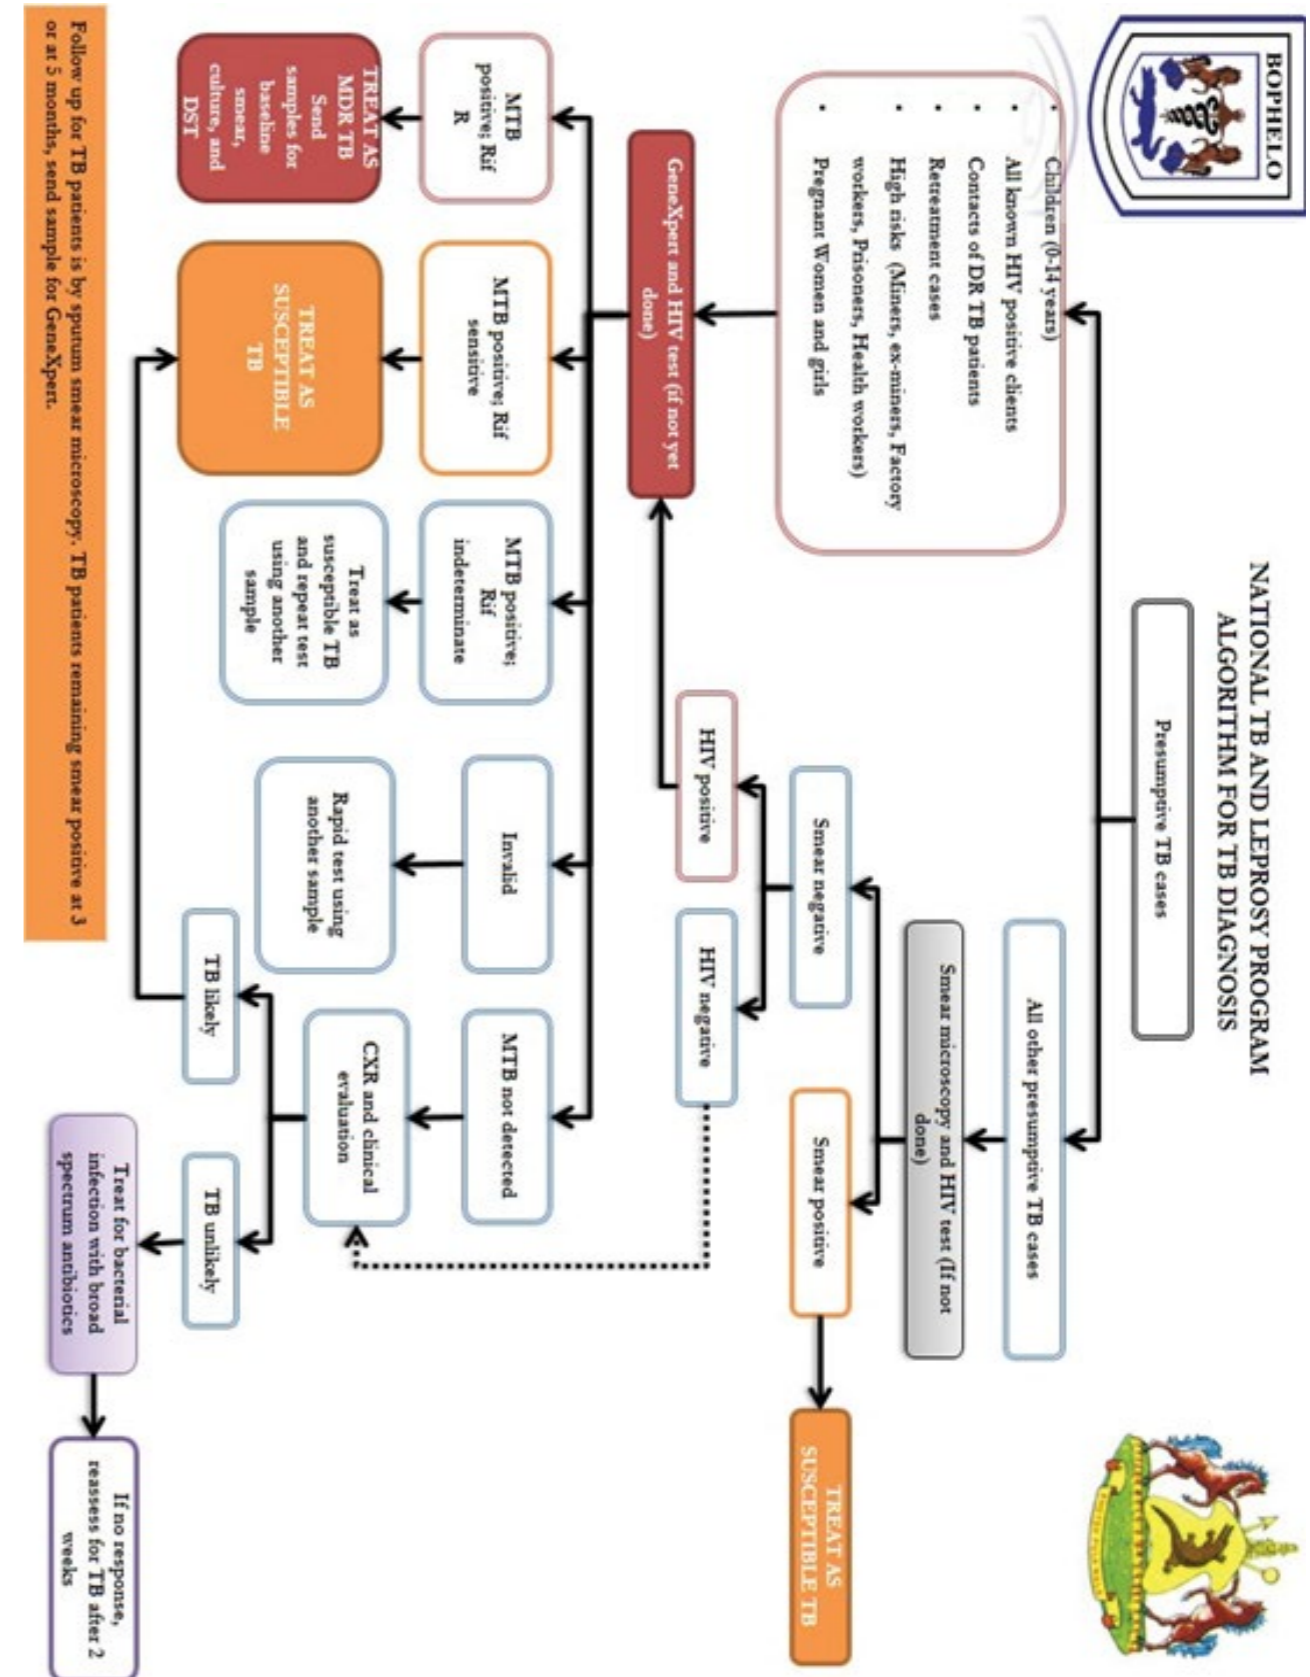 BOPHELO
NATIONAL TB AND LEPROSY PROGRAM
ALGORITHM FOR TB DIAGNOSIS
Presumptive TB cases
• Children (0-14 years)
• All known HIV positive clients
• Contacts of DR TB patients
• Retreatment cases
• High risks (Miners, ex-miners, Factory
workers, Prisoners, Health workers)
• Pregnant Women and girls
All other presumptive TB cases
Smear microscopy and HIV test (If not
done)
Smear negative
Smear positive
TREAT AS
SUSCEPTIBLE TB
HIV positive
HIV negative
GeneXpert and HIV test (if not yet
done)
MTB
positive; Rif
R
MTB positive; Rif
sensitive
MTB positive;
Rif
indeterminate
Invalid
MTB not detected
TREAT AS
MDR TB
Send
samples for
baseline
smear,
culture, and
DST
TREAT AS
SUSCEPTIBLE
TB
Treat as
susceptible TB
and repeat test
using another
sample
Rapid test using
another sample
CXR and clinical
evaluation
TB likely
TB unlikely
Treat for bacterial
infection with broad
spectrum antibiotics
If no response,
reassess for TB after 2
weeks
Follow up for TB patients is by sputum smear microscopy. TB patients remaining smear positive at 3
or at 5 months, send sample for GeneXpert.